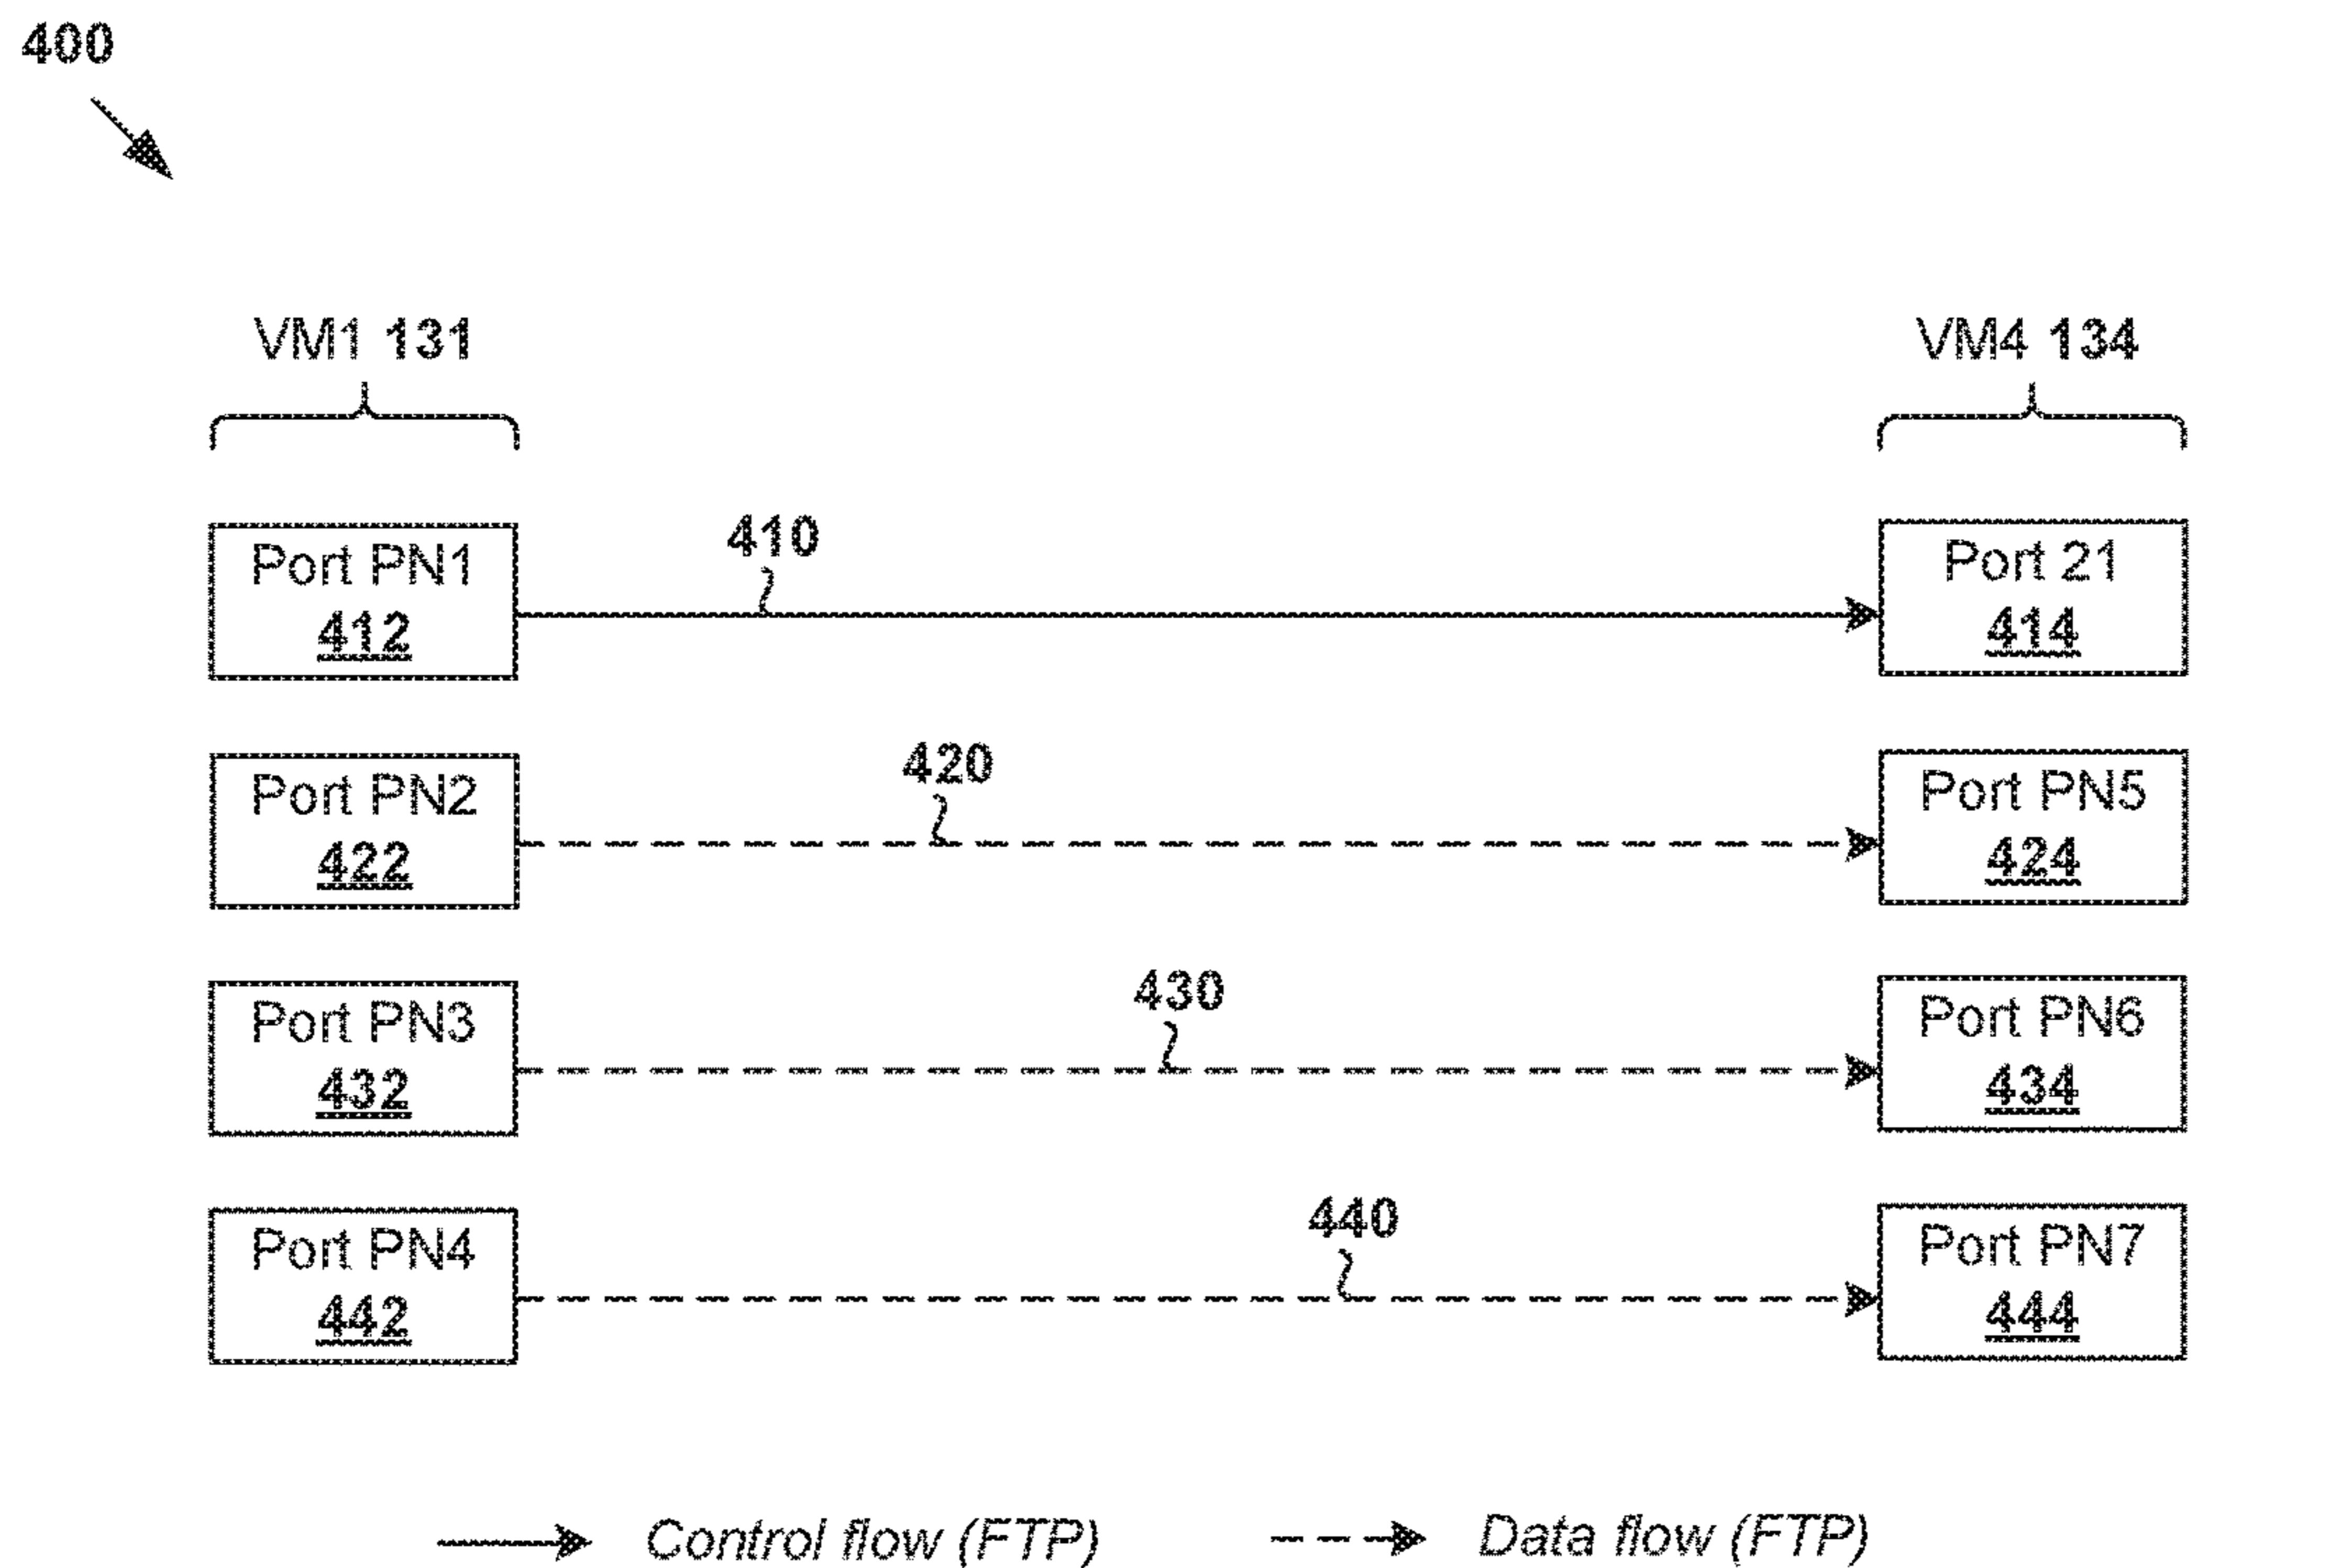 400
VM1 131
VM4 134
Port PN1
412
410
Port 21
414
Port PN2
422
420
Port PN5
424
Port PN3
432
430
Port PN6
434
Port PN4
442
440
Port PN7
444
Control flow (FTP)
Data flow (FTP)